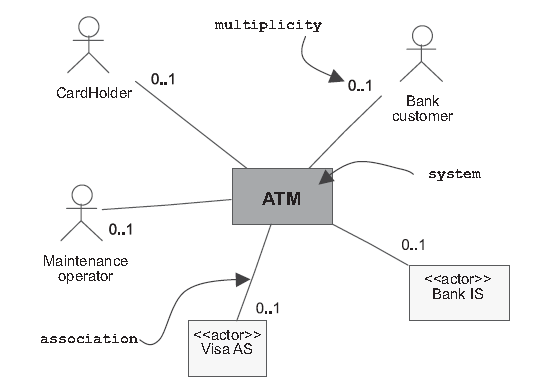 multiplicity
0..1
0..1
CardHolder
Bank
customer
ATM
system
0..1
Maintenance
operator
0..1
<<actor>>
Bank IS
0..1
association
<<actor>>
Visa AS